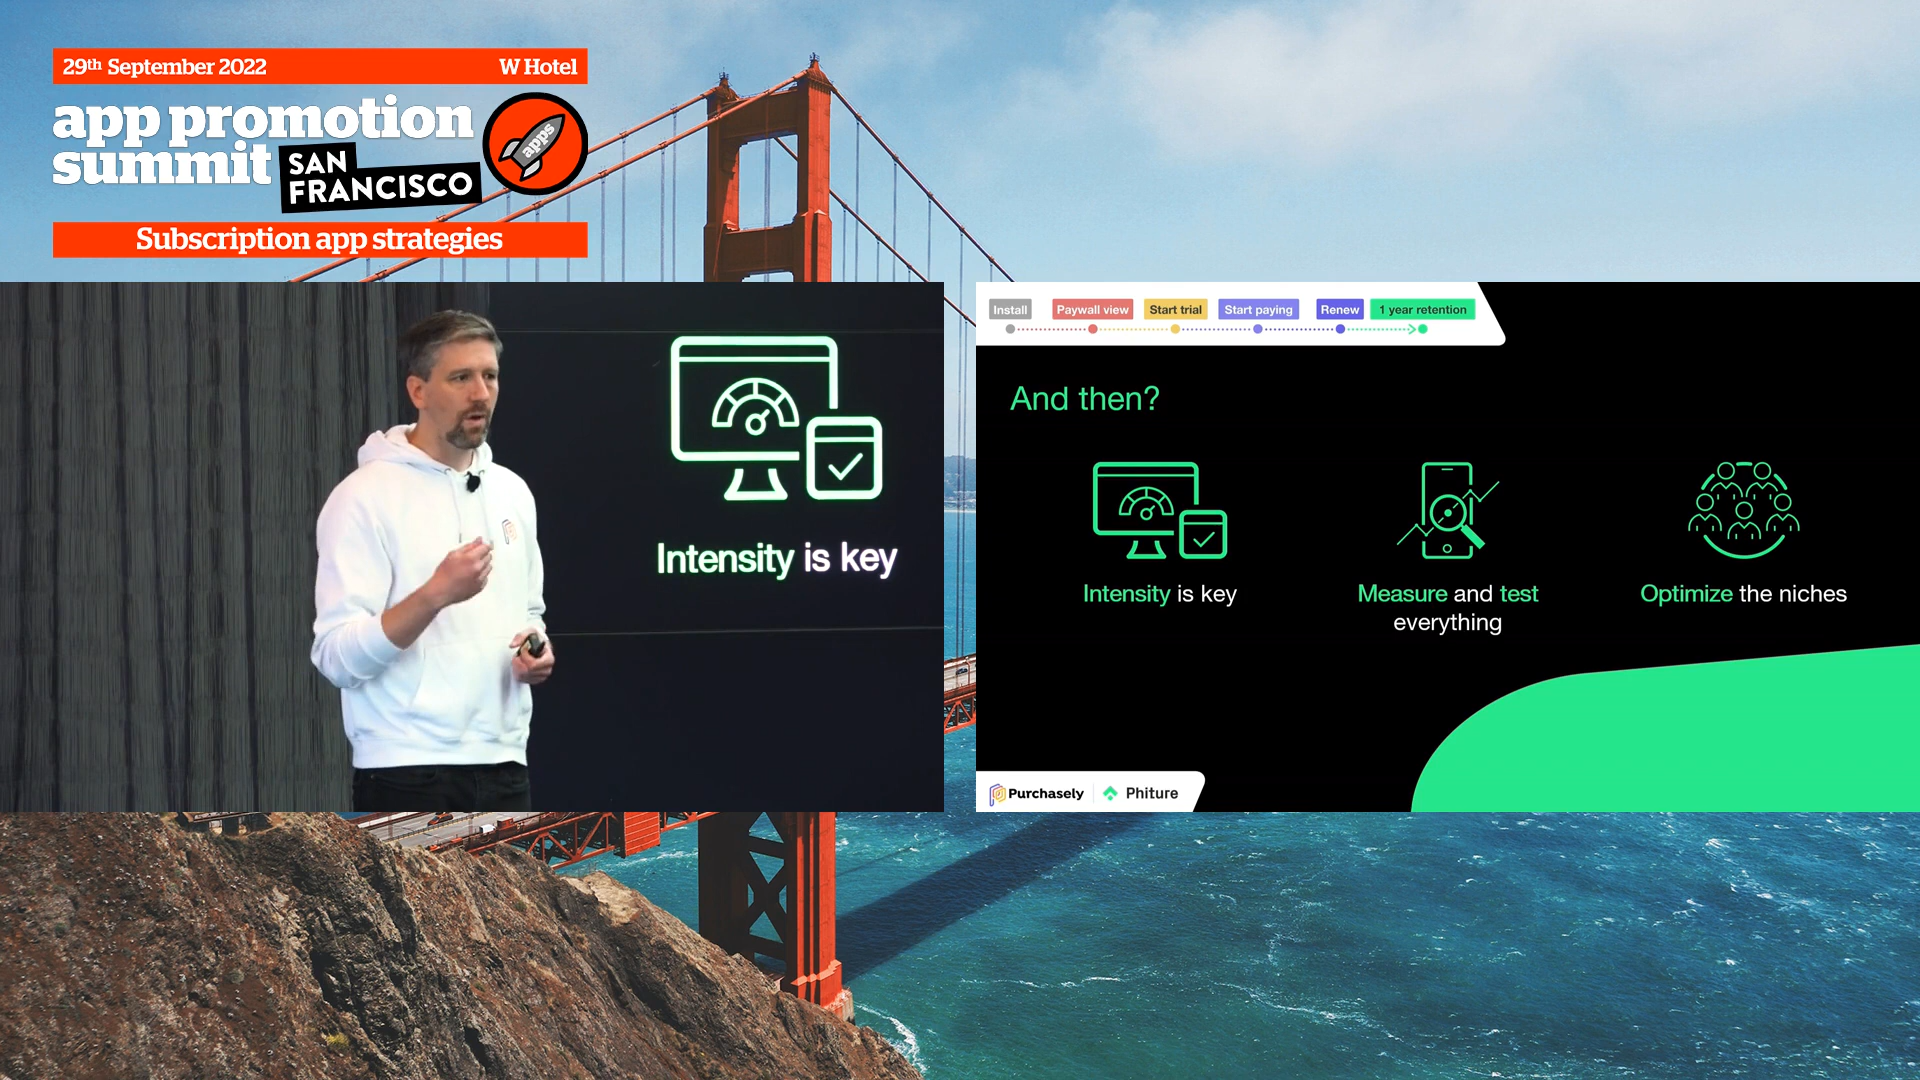 29th September 2022
W Hotel
app promotion
summit
SAN
FRANCISCO
apps
Subscription app strategies
Intensity is key
Install
Paywall view
Start trial
Start paying
Renew
1 year retention
And then?
Intensity is key
Measure and test
everything
Optimize the niches
Purchasely
Phiture